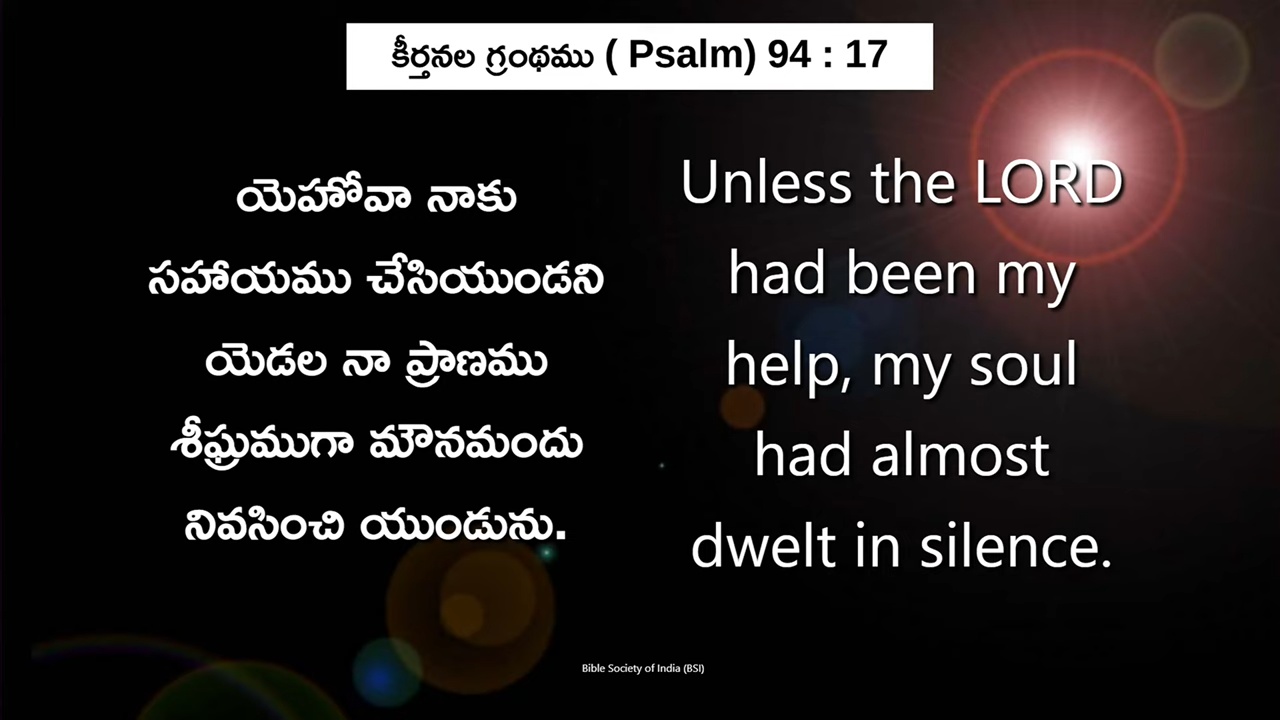 కీర్తనల గ్రంథము ( Psalm) 94 : 17
యెహోవా నాకు
సహాయము చేసియుండని
యెడల నా ప్రాణము
శీఘ్రముగా మౌనమందు
నివసించి యుండును.
Unless the LORD
had been my
help, my soul
had almost
dwelt in silence.
Bible Society of India (BSI)